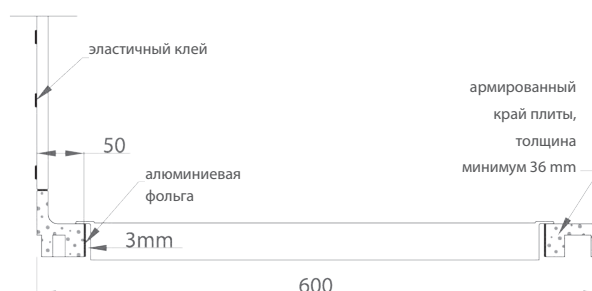 эластичный клей
армированный
край плиты,
толщина
минимум 36 mm
50
алюминиевая
фольга
3mm
600